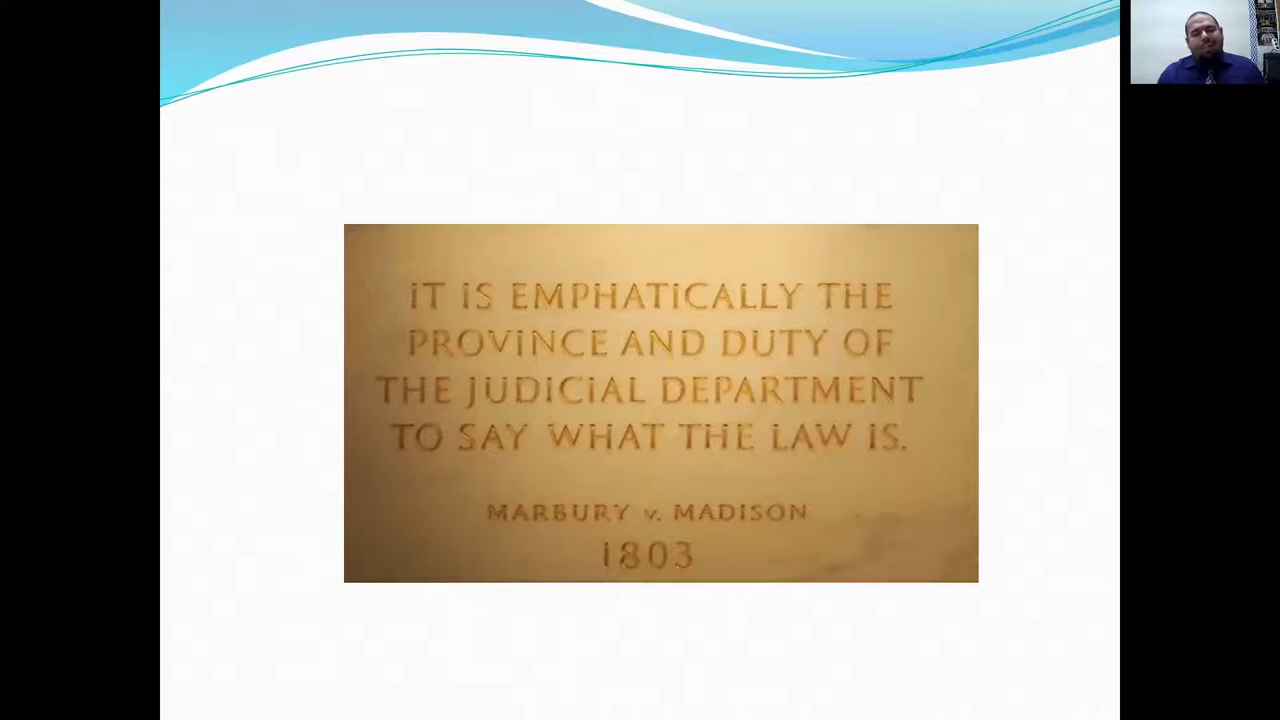 IT IS EMPHATICALLY THE
PROVINCE AND DUTY OF
THE JUDICIAL DEPARTMENT
TO SAY WHAT THE LAW IS.
MARBURY v. MADISON
1803